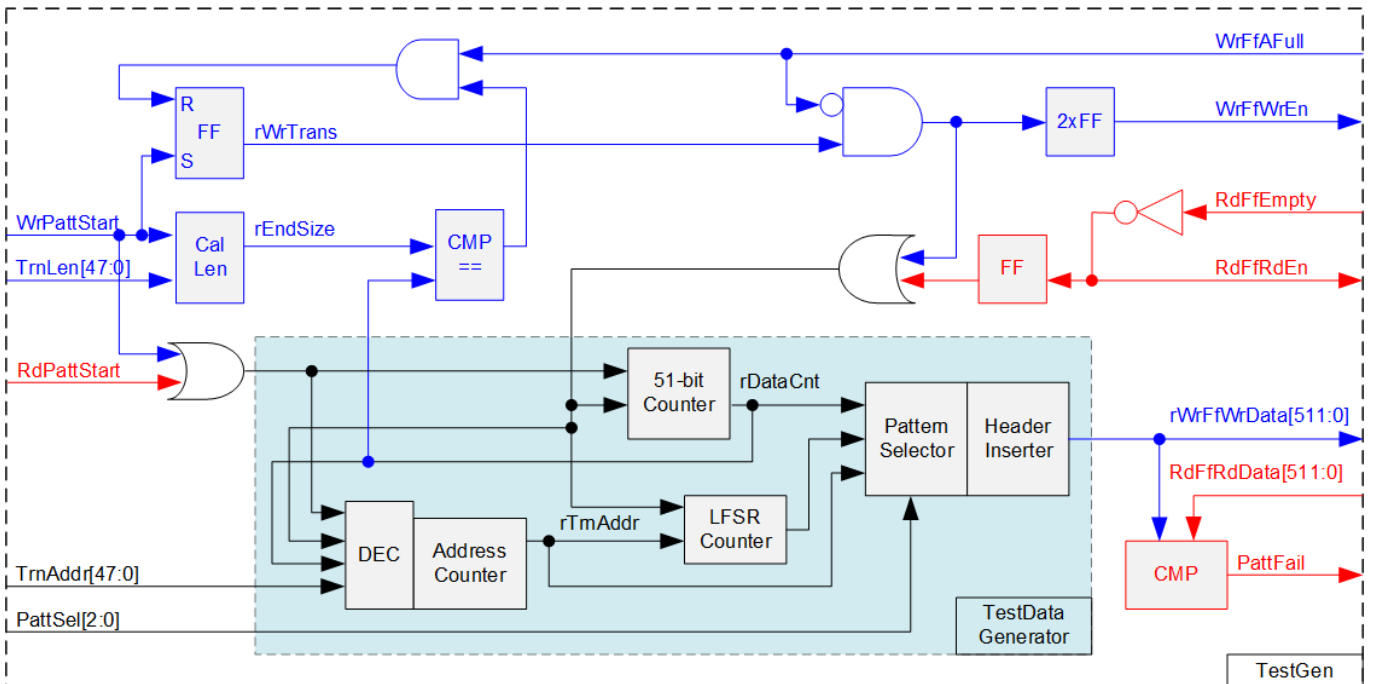 WrFfAFull
R
FF
S
rWrTrans
2xFF
WrFfWrEn
WrPattStart
TrnLen[47:0]
Cal
Len
rEndSize
CMP
==
RdFfEmpty
FF
RdFfRdEn
RdPattStart
51-bit
Counter
rDataCnt
Pattern
Selector
Header
Inserter
rWrFfWrData[511:0]
RdFfRdData[511:0]
LFSR
Counter
rTrnAddr
DEC
Address
Counter
TrnAddr[47:0]
PattSel[2:0]
CMP
PattFail
TestData
Generator
TestGen